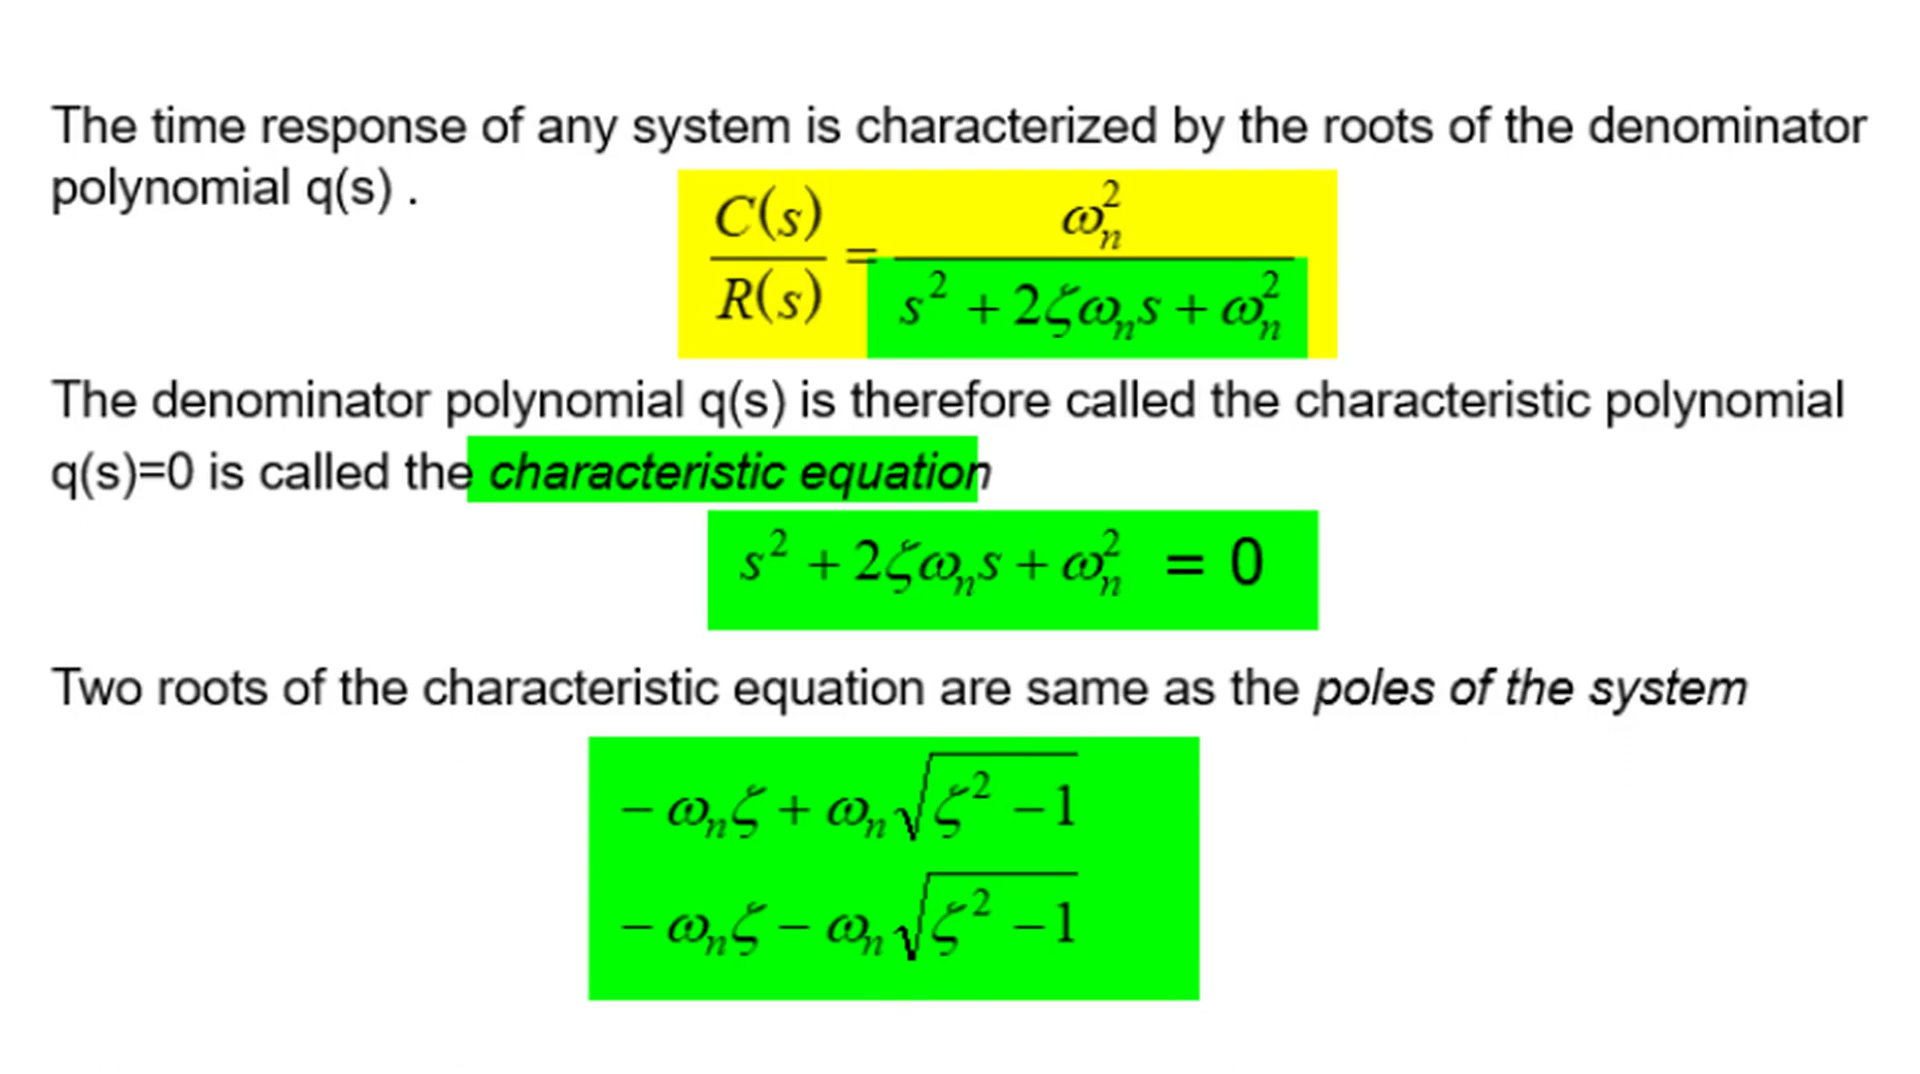 The time response of any system is characterized by the roots of the denominator
polynomial q(s) .
C(s)/R(s) = ωₙ²/(s² + 2ζωₙs + ωₙ²)
The denominator polynomial q(s) is therefore called the characteristic polynomial
q(s)=0 is called the characteristic equation
s² + 2ζωₙs + ωₙ² = 0
Two roots of the characteristic equation are same as the poles of the system
− ωₙζ + ωₙ√(ζ² − 1)
− ωₙζ − ωₙ√(ζ² − 1)